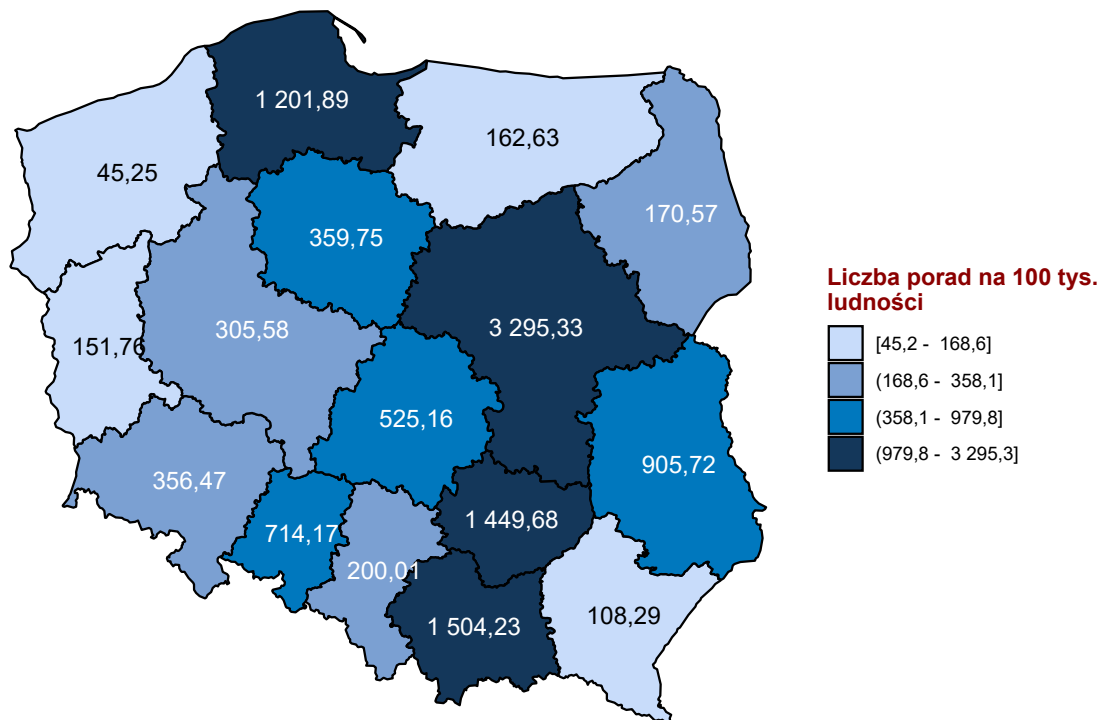 1 201,89
162,63
45,25
170,57
359,75
Liczba porad na 100 tys.
ludności
305,58
3 295,33
151,76
[45,2 - 168,6]
(168,6 - 358,1]
525,16
(358,1 - 979,8]
(979,8 - 3 295,3]
905,72
356,47
1 449,68
714,17
200,01
1 504,23
108,29